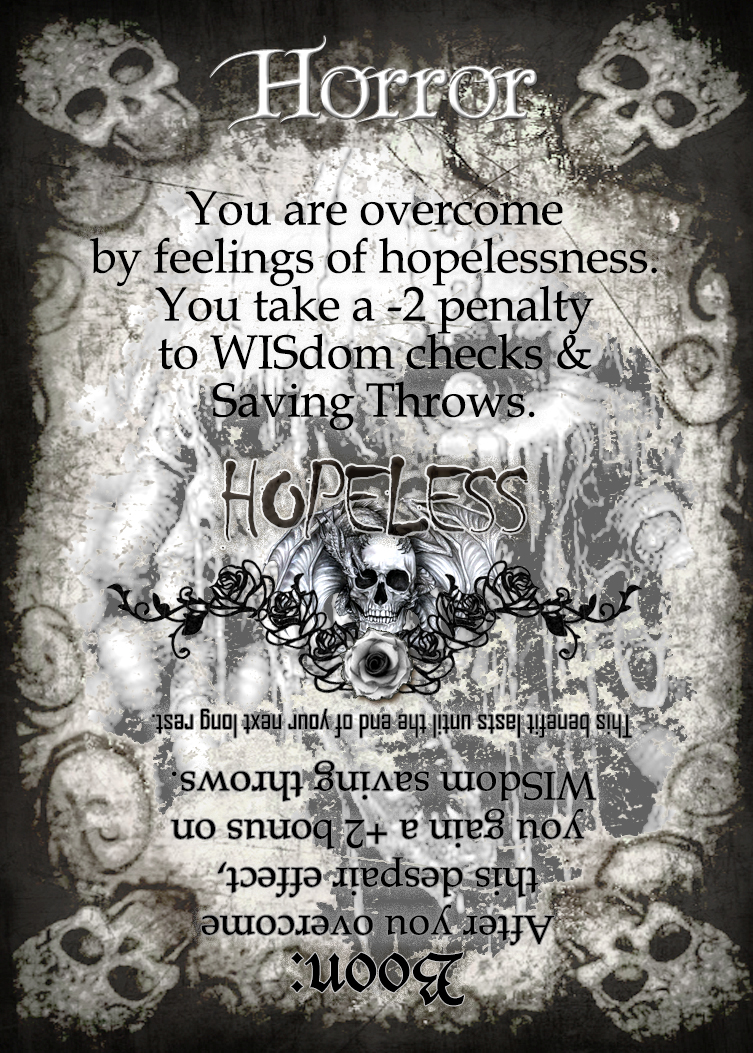 Horror
You are overcome
by feelings of hopelessness.
You take a -2 penalty
to WISdom checks &
Saving Throws.
HOPELESS
Boon:
After you overcome
this despair effect,
you gain a +2 bonus on
WISdom saving throws.
This benefit lasts until the end of your next long rest.